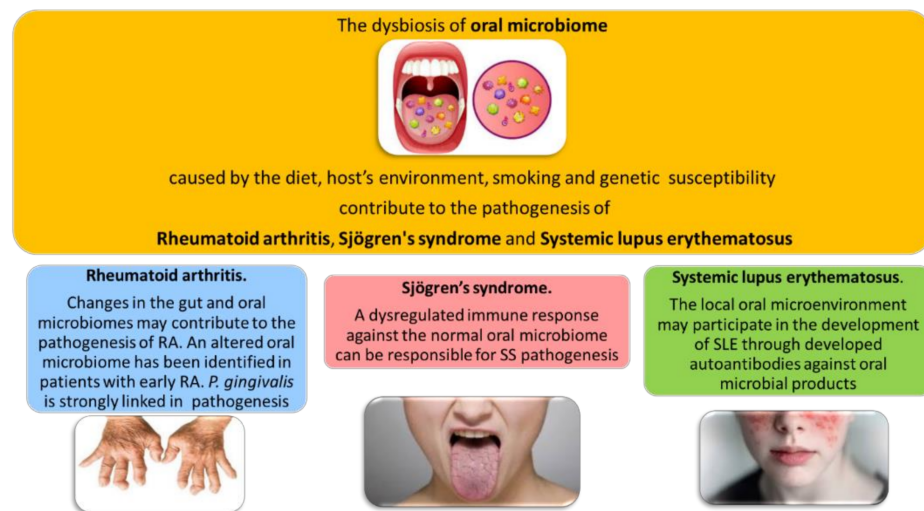 The dysbiosis of oral microbiome
caused by the diet, host's environment, smoking and genetic susceptibility
contribute to the pathogenesis of
Rheumatoid arthritis, Sjögren's syndrome and Systemic lupus erythematosus
Rheumatoid arthritis.
Changes in the gut and oral
microbiomes may contribute to the
pathogenesis of RA. An altered oral
microbiome has been identified in
patients with early RA. P. gingivalis
is strongly linked in pathogenesis
Sjögren’s syndrome.
A dysregulated immune response
against the normal oral microbiome
can be responsible for SS pathogenesis
Systemic lupus erythematosus.
The local oral microenvironment
may participate in the development
of SLE through developed
autoantibodies against oral
microbial products